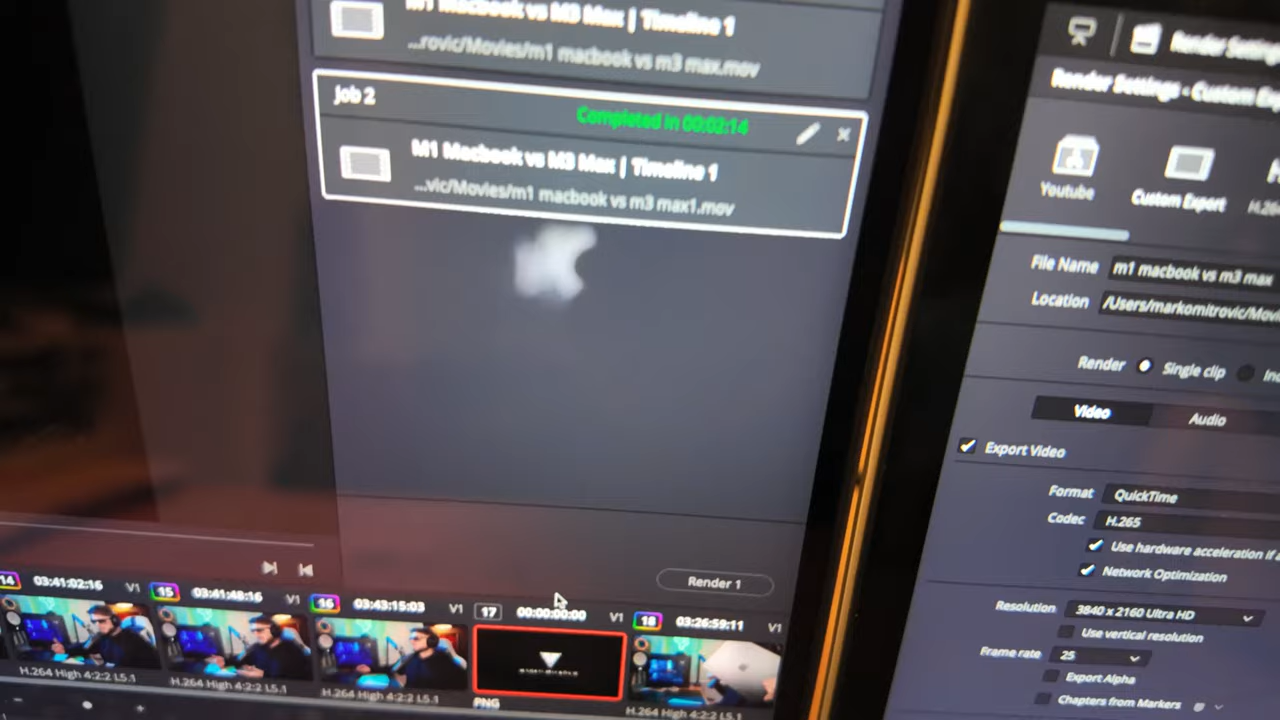 M1 Macbook vs M3 Max | Timeline 1
...rovic/Movies/m1 macbook vs m3 max.mov
Job 2
Completed in 00:02:14
M1 Macbook vs M3 Max | Timeline 1
...vic/Movies/m1 macbook vs m3 max1.mov
Render 1
14 03:41:02:16 V1
15 03:41:48:16 V1
16 03:43:15:03 V1
17 00:00:00:00 V1
18 03:26:59:11 V1
H.264 High 4:2:2 L5.1
H.264 High 4:2:2 L5.1
H.264 High 4:2:2 L5.1
PNG
H.264 High 4:2:2 L5.1
Render Setting
Render Settings - Custom Ex
Youtube
Custom Export
H.26
File Name m1 macbook vs m3 max
Location /Users/markomitrovic/Movi
Render Single clip In
Video Audio
Export Video
Format QuickTime
Codec H.265
Use hardware acceleration if a
Network Optimization
Resolution 3840 x 2160 Ultra HD
Use vertical resolution
Frame rate 25
Export Alpha
Chapters from Markers